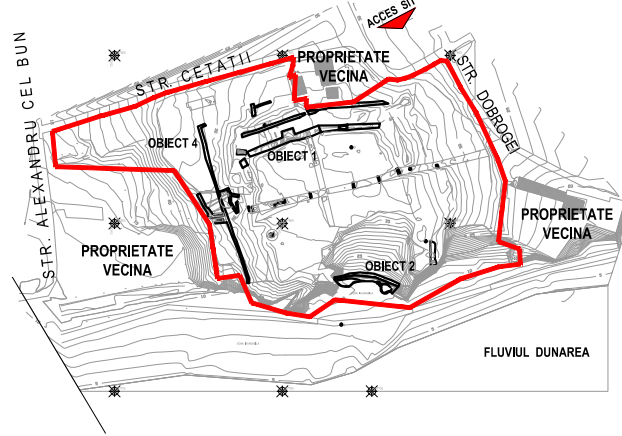 ACCES SIT
PROPRIETATE
VECINA
STR. CETATII
STR. ALEXANDRU CEL BUN
STR. DOBROGEI
OBIECT 4
OBIECT 1
PROPRIETATE
VECINA
PROPRIETATE
VECINA
OBIECT 2
FLUVIUL DUNAREA